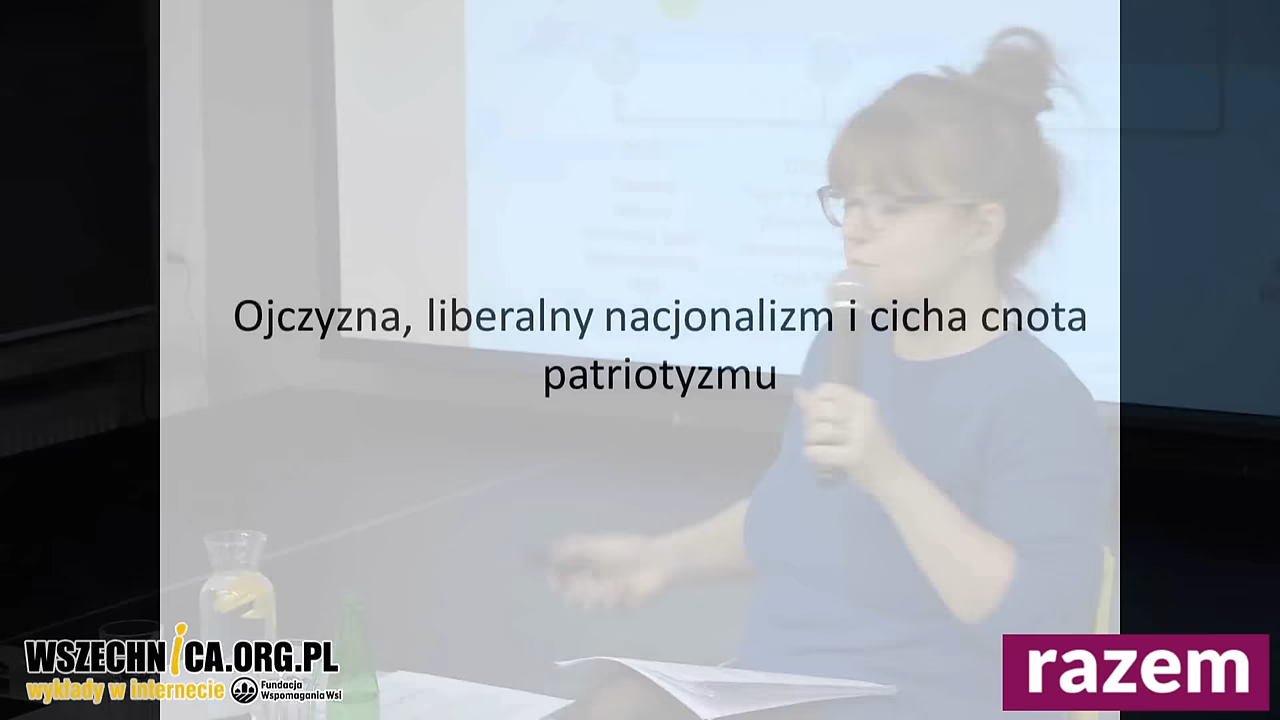 Ojczyzna, liberalny nacjonalizm i cicha cnota
patriotyzmu
WSZECHNICA.ORG.PL
wykłady w internecie
Fundacja
Wspomagania Wsi
razem